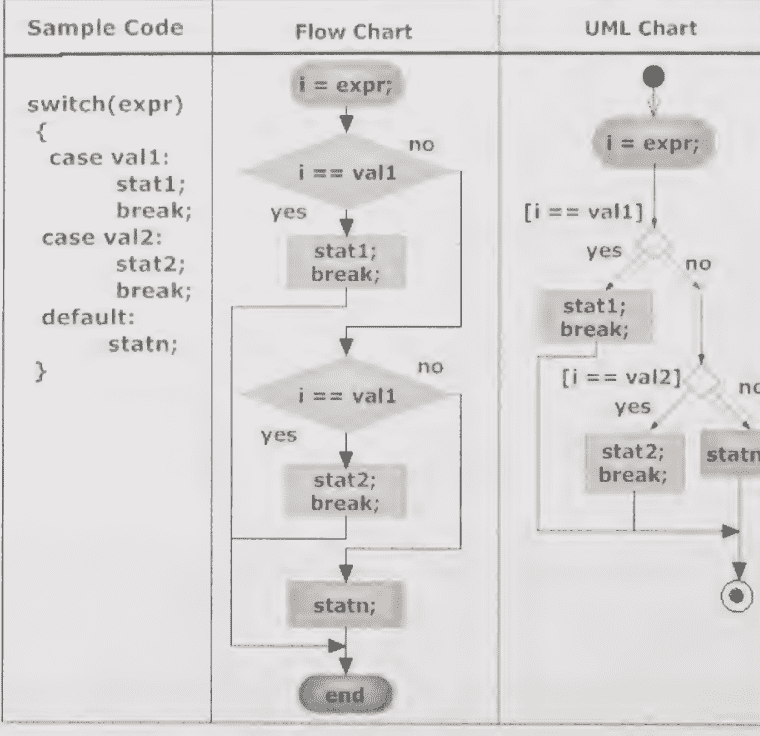 Sample Code
switch(expr)
{
case val1:
stat1;
break;
case val2:
stat2;
break;
default:
statn;
}
Flow Chart
i = expr;
no
i == val1
yes
stat1;
break;
no
i == val1
yes
stat2;
break;
statn;
end
UML Chart
i = expr;
[i == val1]
yes
no
stat1;
break;
[i == val2]
no
yes
stat2;
break;
statn